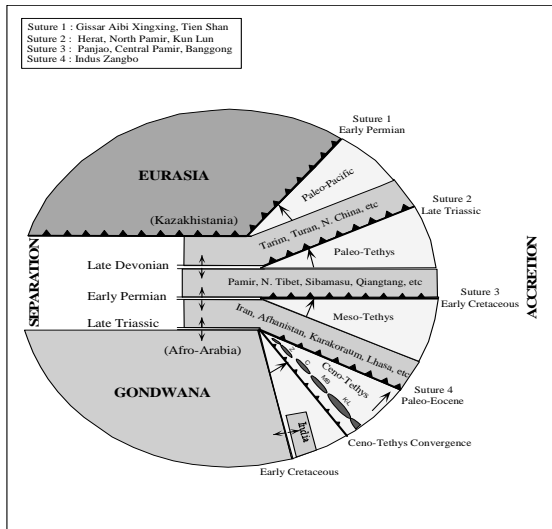 Suture 1 : Gissar Aibi Xingxing, Tien Shan
Suture 2 : Herat, North Pamir, Kun Lun
Suture 3 : Panjao, Central Pamir, Banggong
Suture 4 : Indus Zangbo
Suture 1
Early Permian
EURASIA
Paleo-Pacific
(Kazakhistania)
Tarim, Turan, N. China, etc
Suture 2
Late Triassic
Paleo-Tethys
SEPARATION
ACCRETION
Late Devonian
Pamir, N. Tibet, Sibamasu, Qiangtang, etc
Early Permian
Suture 3
Early Cretaceous
Meso-Tethys
Late Triassic
Iran, Afhanistan, Karakoraum, Lhasa, etc
(Afro-Arabia)
GONDWANA
Ceno-Tethys
Suture 4
Paleo-Eocene
India
Ceno-Tethys Convergence
Early Cretaceous